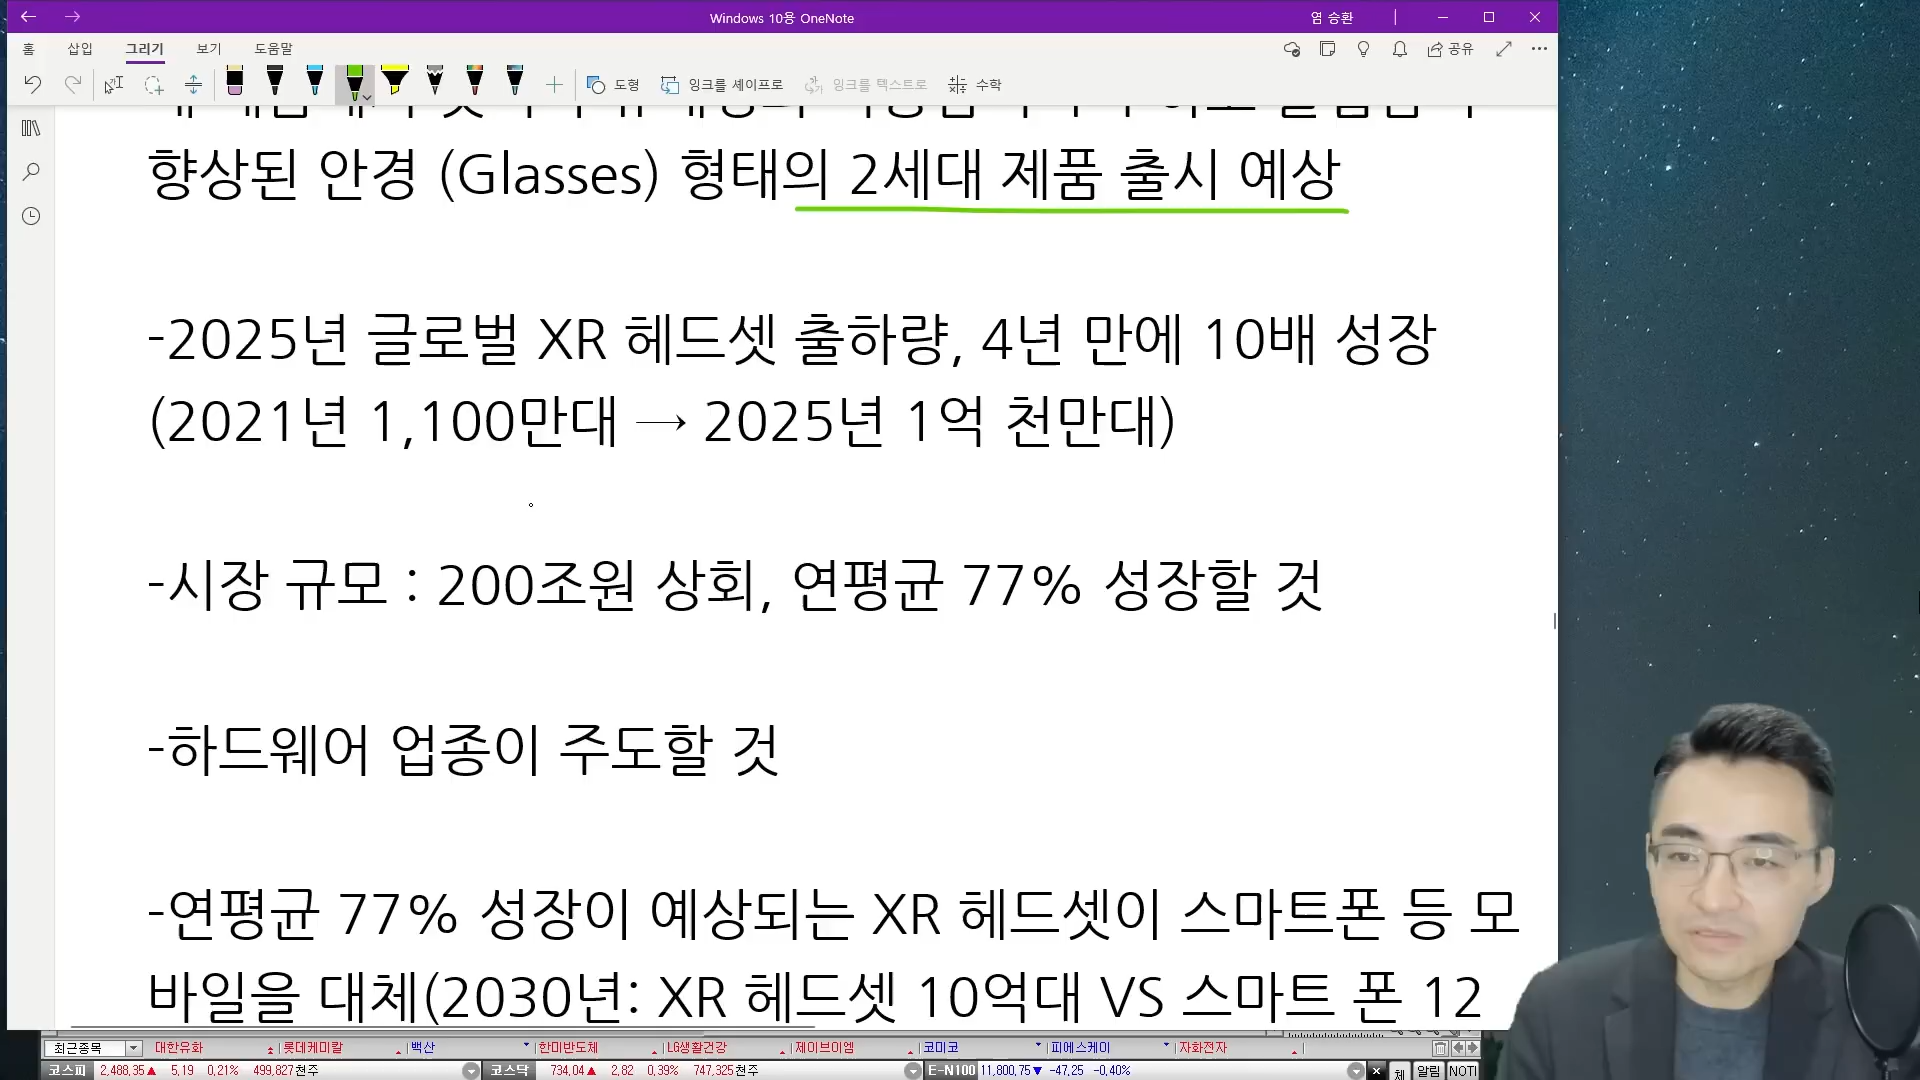 Windows 10용 OneNote
염 승환
홈 삽입 그리기 보기 도움말
공유
도형 잉크를 셰이프로 잉크를 텍스트로 수학
향상된 안경 (Glasses) 형태의 2세대 제품 출시 예상
-2025년 글로벌 XR 헤드셋 출하량, 4년 만에 10배 성장
(2021년 1,100만대 → 2025년 1억 천만대)
-시장 규모 : 200조원 상회, 연평균 77% 성장할 것
-하드웨어 업종이 주도할 것
-연평균 77% 성장이 예상되는 XR 헤드셋이 스마트폰 등 모
바일을 대체(2030년: XR 헤드셋 10억대 VS 스마트 폰 12
최근종목 대한유화 롯데케미칼 백산 한미반도체 LG생활건강 제이브이엠 코미코 피에스케이 자화전자
코스피 2,488,35▲ 5,19 0,21% 499,827천주 코스닥 734,04▲ 2,82 0,39% 747,325천주 E-N100 11,800,75▼ -47,25 -0,40% 체 알림 NOTI